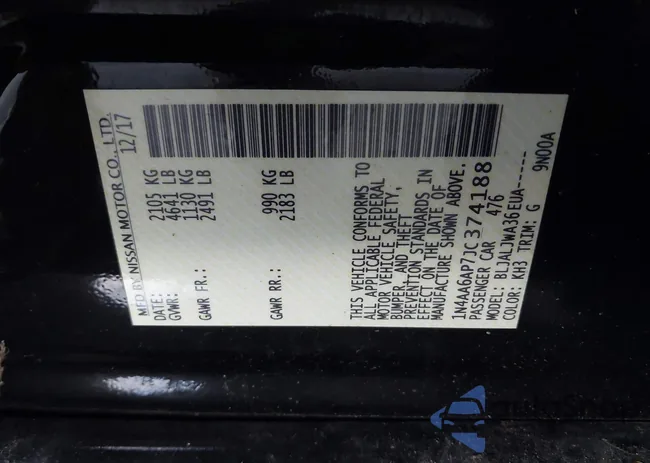 MFD BY NISSAN MOTOR CO., LTD.
DATE: 12/17
GVWR: 2105 KG
4641 LB
GAWR FR.: 1130 KG
2491 LB
GAWR RR.: 990 KG
2183 LB
THIS VEHICLE CONFORMS TO
ALL APPLICABLE FEDERAL
MOTOR VEHICLE SAFETY,
BUMPER, AND THEFT
PREVENTION STANDARDS IN
EFFECT ON THE DATE OF
MANUFACTURE SHOWN ABOVE.
1N4AA6AP7JC374188
PASSENGER CAR 476
MODEL: BLJALJWA36EUA-----
COLOR: KH3 TRIM: G 9N00A